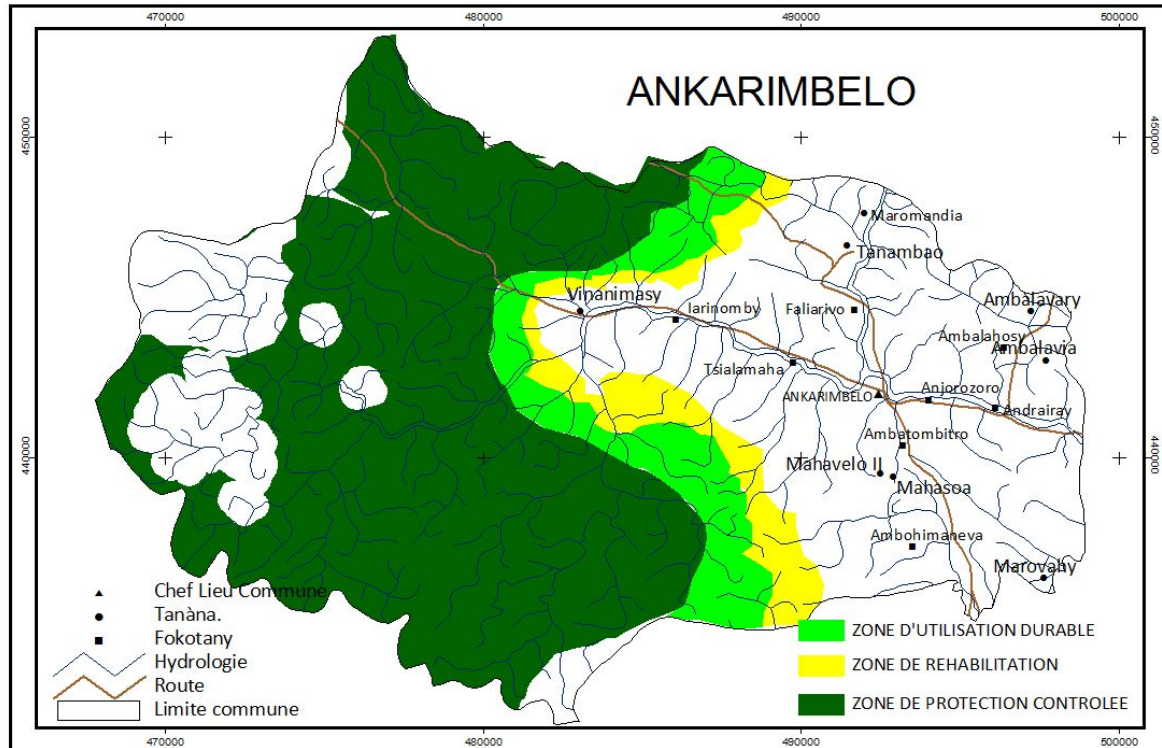 470000
480000
490000
500000
ANKARIMBELO
450000
450000
Maromandia
Tanambao
Vinanimasy
Iarinomby
Faliarivo
Ambalavary
Ambalahosy
Ambalavia
Tsialamaha
ANKARIMBELO
Anjorozoro
Andrairay
Ambatombitro
440000
440000
Mahavelo II
Mahasoa
Ambohimaneva
Marovahy
Chef Lieu Commune
Tanàna.
Fokotany
Hydrologie
Route
Limite commune
ZONE D'UTILISATION DURABLE
ZONE DE REHABILITATION
ZONE DE PROTECTION CONTROLEE
470000
480000
490000
500000